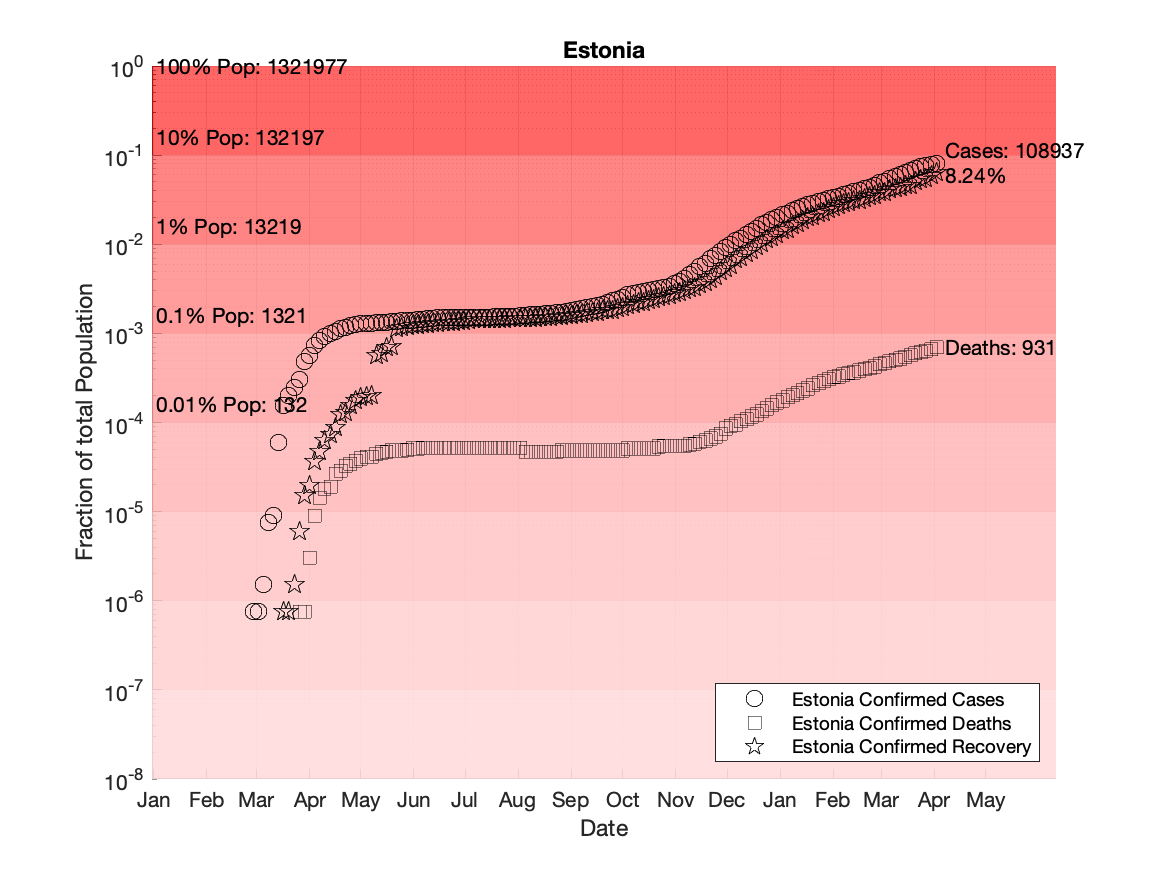 Estonia
10^0
100% Pop: 1321977
10% Pop: 132197
10^-1
Cases: 108937
8.24%
1% Pop: 13219
10^-2
0.1% Pop: 1321
10^-3
Deaths: 931
0.01% Pop: 132
10^-4
10^-5
10^-6
10^-7
10^-8
Fraction of total Population
Estonia Confirmed Cases
Estonia Confirmed Deaths
Estonia Confirmed Recovery
Jan Feb Mar Apr May Jun Jul Aug Sep Oct Nov Dec Jan Feb Mar Apr May
Date